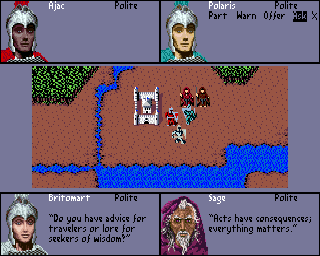 Ajac Polite
Polaris Polite
Part Warn Offer Ask X
Britomart Polite
"Do you have advice for
travelers or lore for
seekers of wisdom?"
Sage Polite
"Acts have consequences;
everything matters."